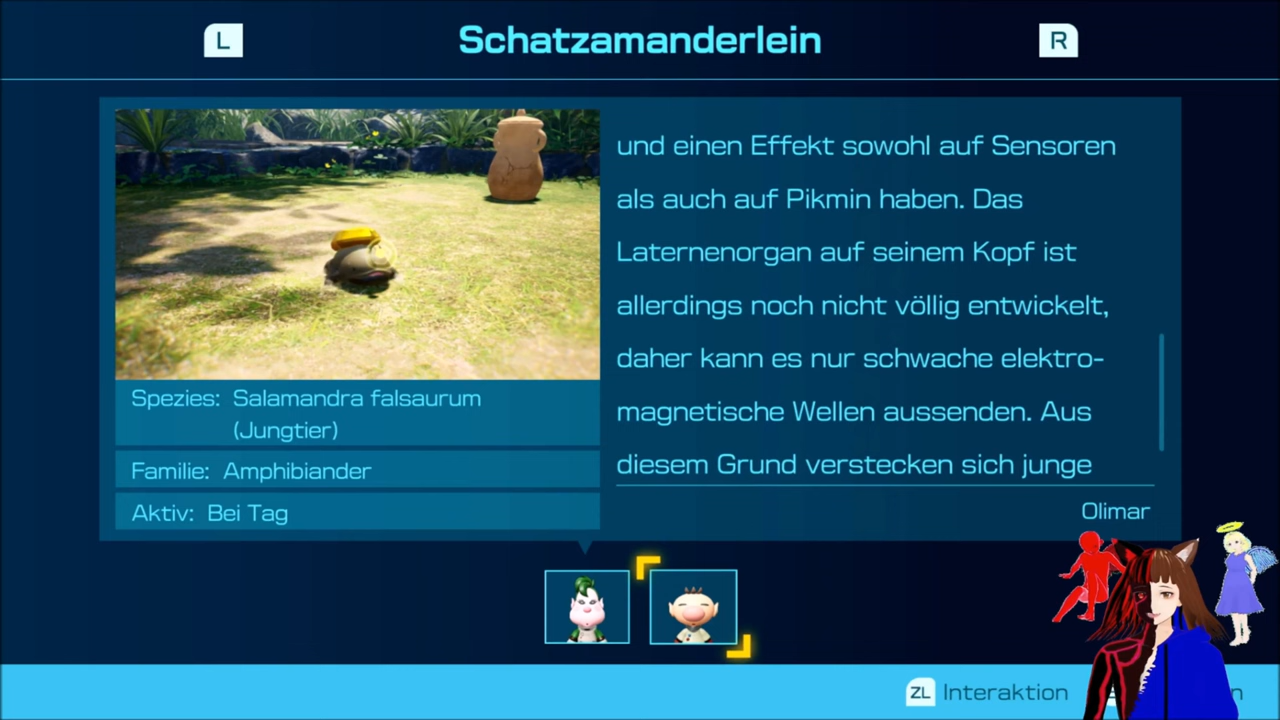 L
Schatzamanderlein
R
und einen Effekt sowohl auf Sensoren
als auch auf Pikmin haben. Das
Laternenorgan auf seinem Kopf ist
allerdings noch nicht völlig entwickelt,
daher kann es nur schwache elektro-
magnetische Wellen aussenden. Aus
diesem Grund verstecken sich junge
Olimar
Spezies: Salamandra falsaurum
(Jungtier)
Familie: Amphibiander
Aktiv: Bei Tag
ZL Interaktion